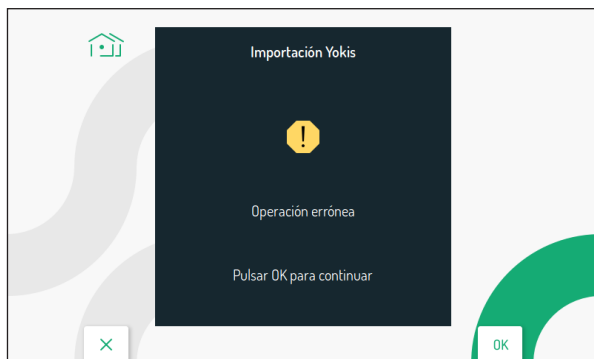 Importación Yokis
Operación errónea
Pulsar OK para continuar
OK